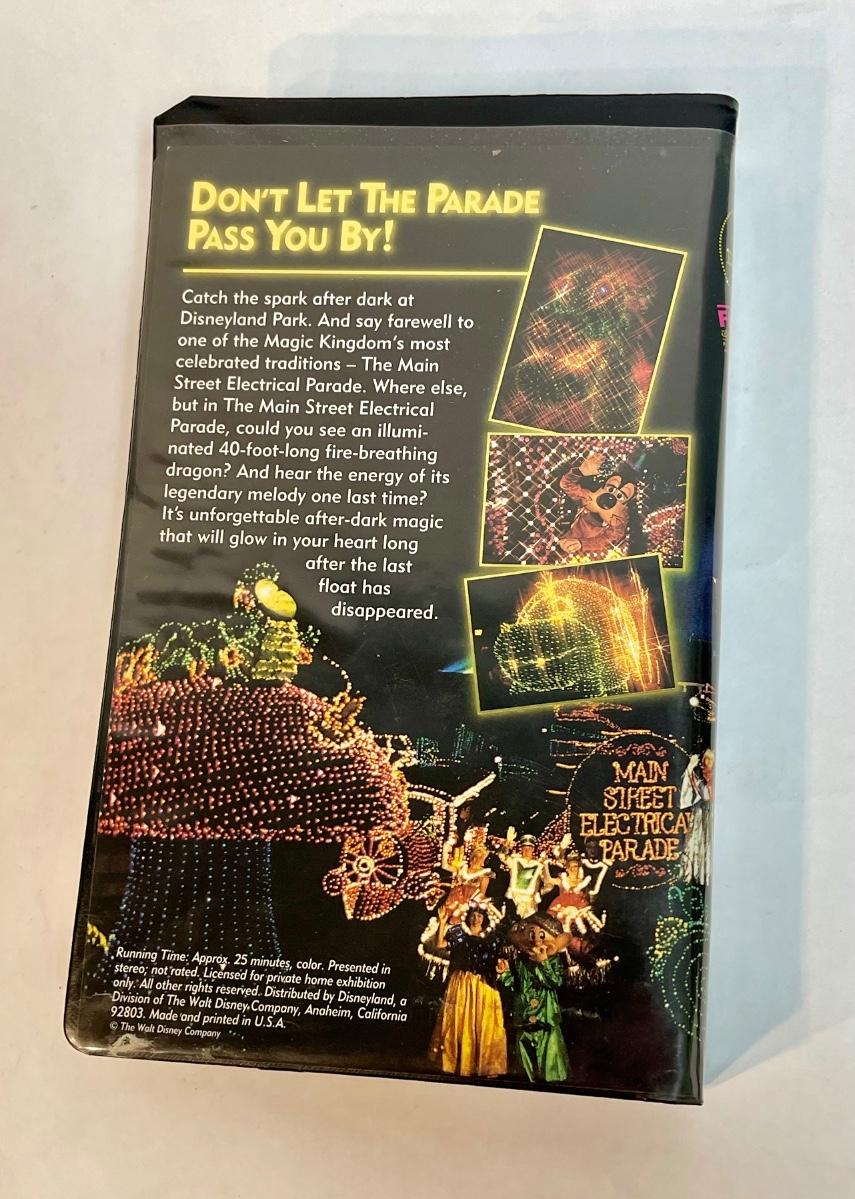 DON'T LET THE PARADE
PASS YOU BY!
Catch the spark after dark at
Disneyland Park. And say farewell to
one of the Magic Kingdom's most
celebrated traditions – The Main
Street Electrical Parade. Where else,
but in The Main Street Electrical
Parade, could you see an illumi-
nated 40-foot-long fire-breathing
dragon? And hear the energy of its
legendary melody one last time?
It's unforgettable after-dark magic
that will glow in your heart long
after the last
float has
disappeared.
MAIN
STREET
ELECTRICA
PARADE
Running Time: Approx. 25 minutes, color. Presented in
stereo; not rated. Licensed for private home exhibition
only. All other rights reserved. Distributed by Disneyland, a
Division of The Walt Disney Company, Anaheim, California
92803. Made and printed in U.S.A.
© The Walt Disney Company